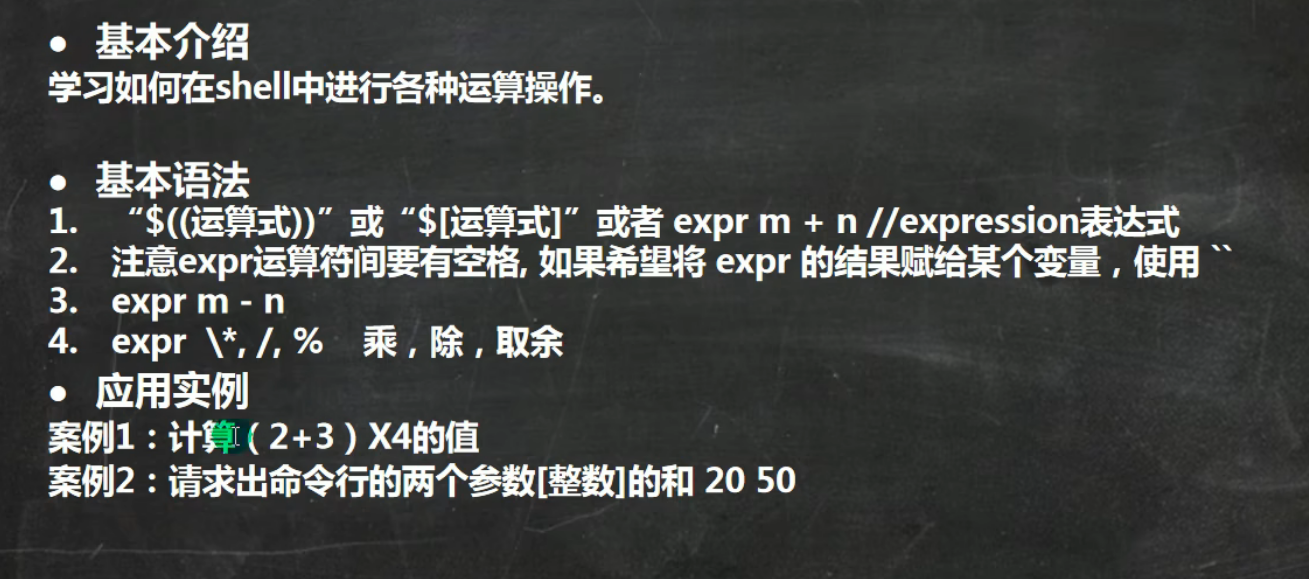 ● 基本介绍
学习如何在shell中进行各种运算操作。
● 基本语法
1. “$((运算式))”或“$[运算式]”或者 expr m + n //expression表达式
2. 注意expr运算符间要有空格, 如果希望将 expr 的结果赋给某个变量，使用 ``
3. expr m - n
4. expr \*, /, % 乘，除，取余
● 应用实例
案例1：计算（2+3）X4的值
案例2：请求出命令行的两个参数[整数]的和 20 50